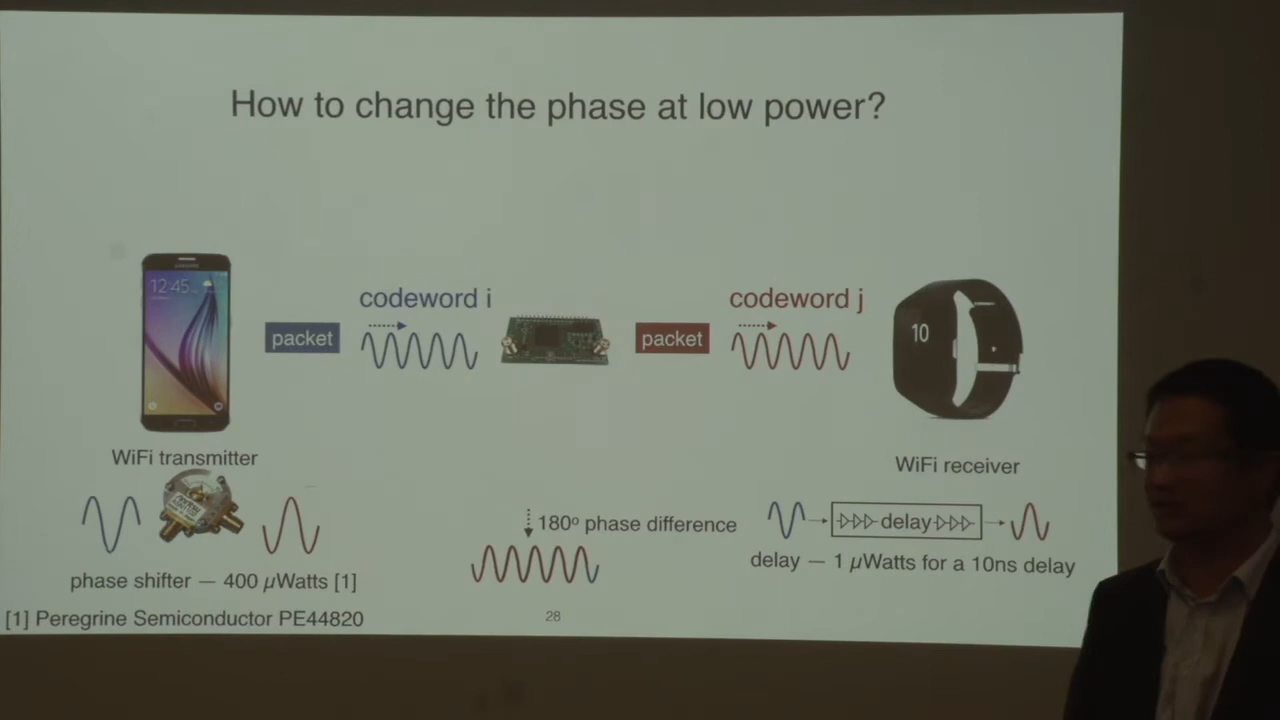 How to change the phase at low power?
12:45
codeword i
packet
codeword j
packet
10
WiFi transmitter
WiFi receiver
180º phase difference
delay
phase shifter — 400 µWatts [1]
delay — 1 µWatts for a 10ns delay
[1] Peregrine Semiconductor PE44820
28